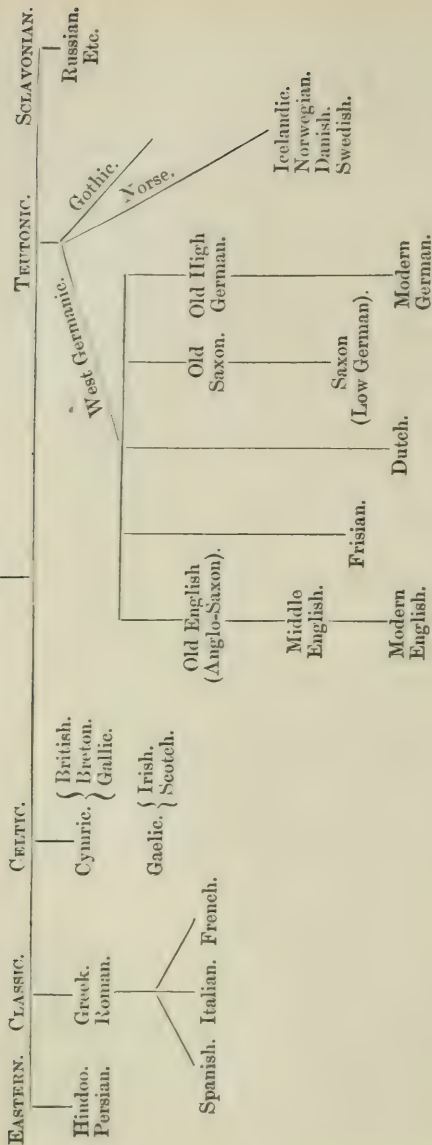 EASTERN. CLASSIC. CELTIC. TEUTONIC. SCLAVONIAN.
Hindoo.
Persian.
Greek.
Roman.
Spanish. Italian. French.
Cymric. { British.
{ Breton.
{ Gallic.
Gaelic. { Irish.
{ Scotch.
West Germanic.
Gothic.
Norse.
Old English
(Anglo-Saxon).
Middle
English.
Modern
English.
Frisian.
Dutch.
Old
Saxon.
Saxon
(Low German).
Old High
German.
Modern
German.
Icelandic.
Norwegian.
Danish.
Swedish.
Russian.
Etc.